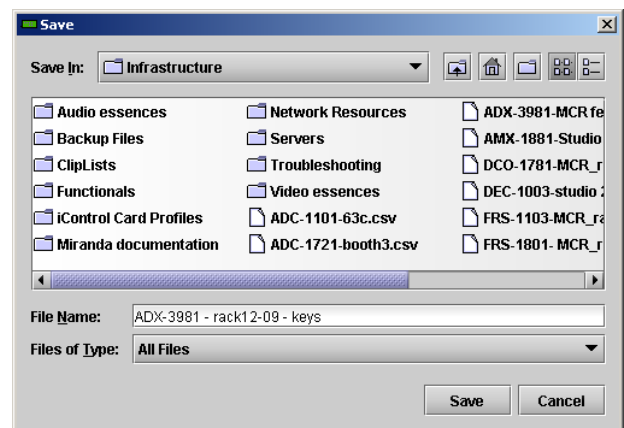 Save
Save In: Infrastructure
Audio essences
Backup Files
ClipLists
Functionals
iControl Card Profiles
Miranda documentation
Network Resources
Servers
Troubleshooting
Video essences
ADC-1101-63c.csv
ADC-1721-booth3.csv
ADX-3981-MCR fe
AMX-1881-Studio
DCO-1781-MCR_r
DEC-1003-studio 2
FRS-1103-MCR_ra
FRS-1801- MCR_r
File Name: ADX-3981 - rack12-09 - keys
Files of Type: All Files
Save Cancel